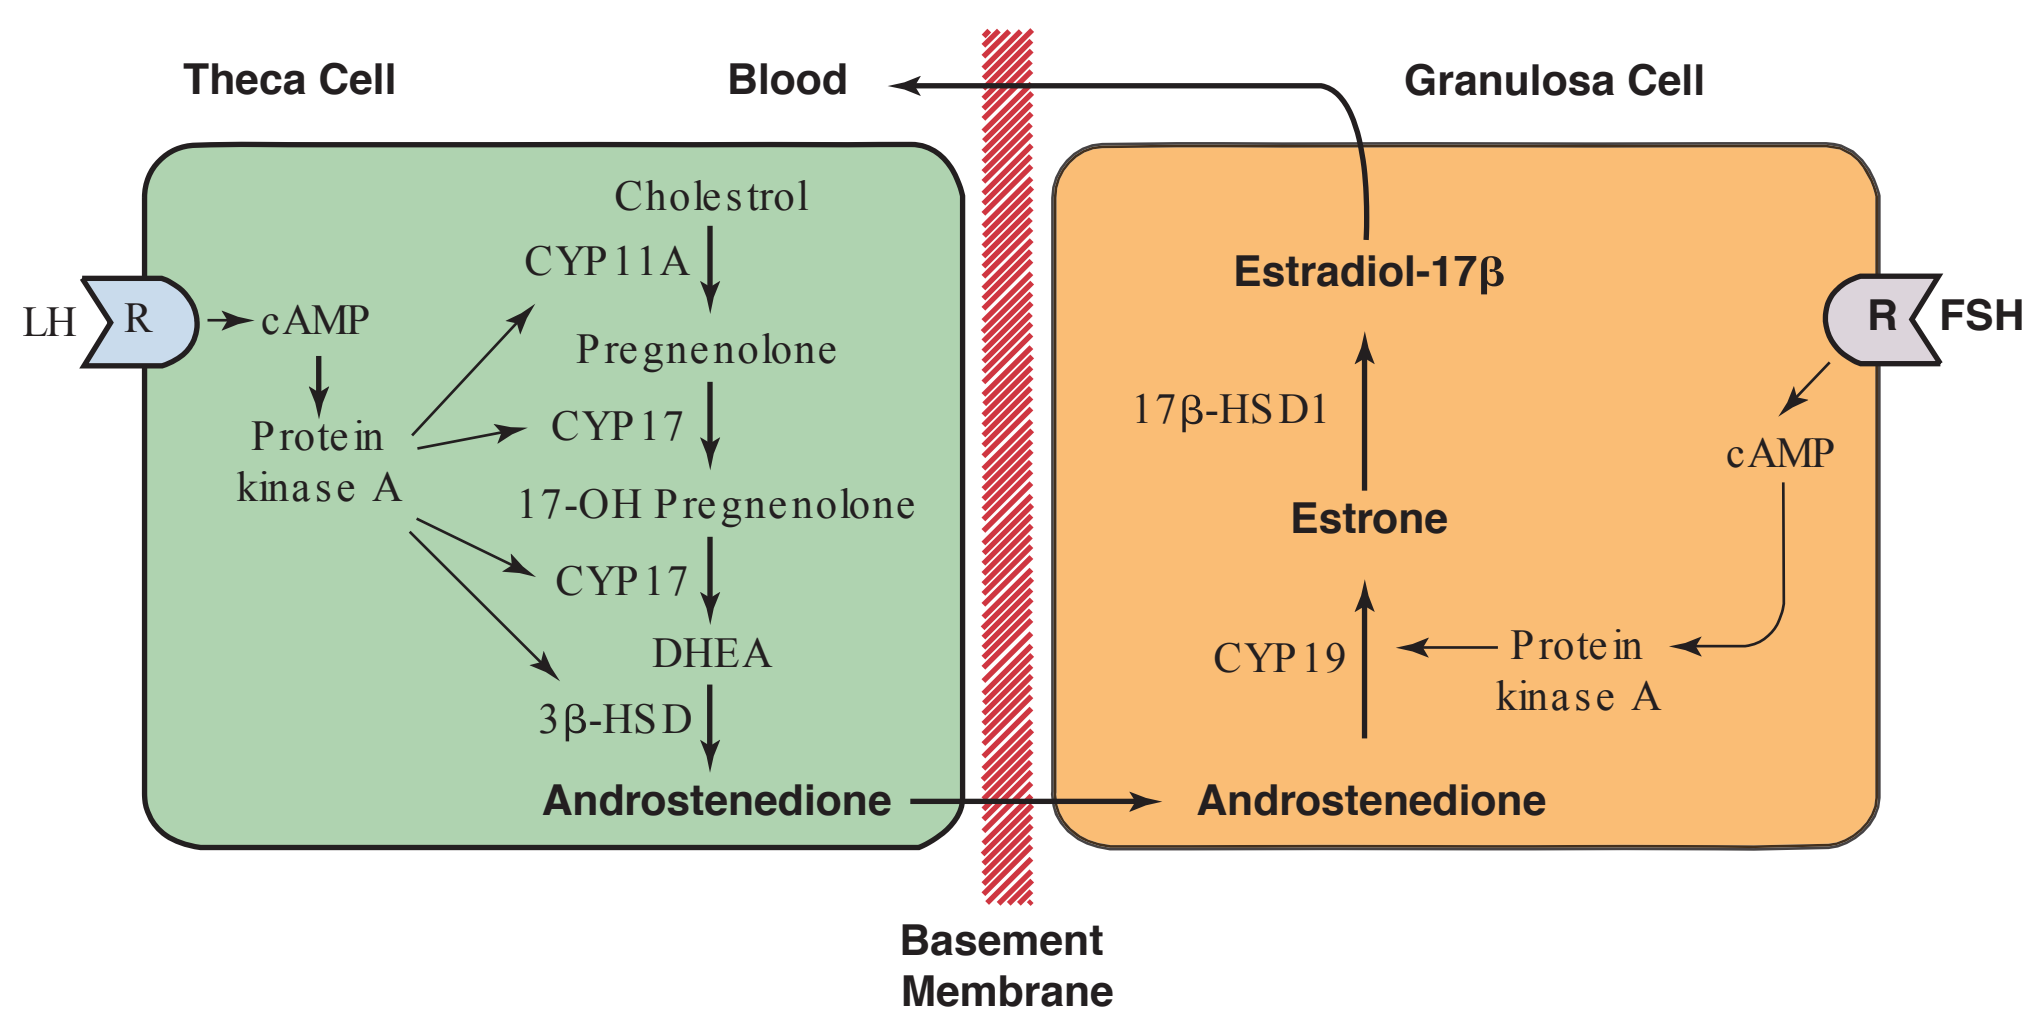 Theca Cell
Blood
Granulosa Cell
Cholestrol
CYP11A
LH
R
cAMP
Pregnenolone
CYP17
Protein
kinase A
17-OH Pregnenolone
CYP17
DHEA
3β-HSD
Androstenedione
Estradiol-17β
R
FSH
17β-HSD1
cAMP
Estrone
CYP19
Protein
kinase A
Androstenedione
Basement
Membrane